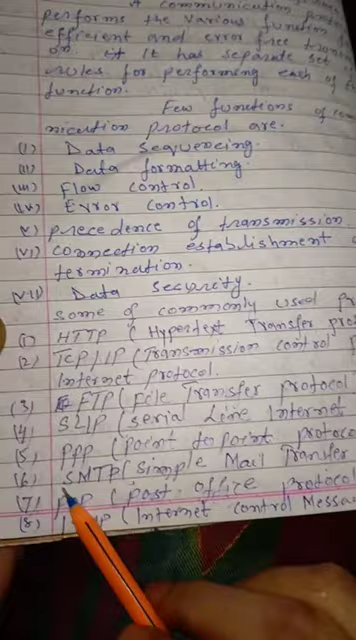 A communication
performs the various function
efficient and error free
on. it It has separate set
rules for performing each of
function.
Few functions of
nication protocol are.
(i) Data sequencing.
(ii) Data formatting.
(iii) Flow control.
(iv) Error control.
(v) precedence of transmission
(vi) connection establishment
termination.
(vii) Data security.
some of commonly used
(1) HTTP (Hypertext Transfer
(2) TCP/IP (Transmission control
Internet protocol.
(3) FTP (File Transfer protocol
(4) SLIP (serial Line Internet
(5) PPP (point to point
(6) SMTP (simple Mail Transfer
(7) (post office protocol
(8) (Internet control